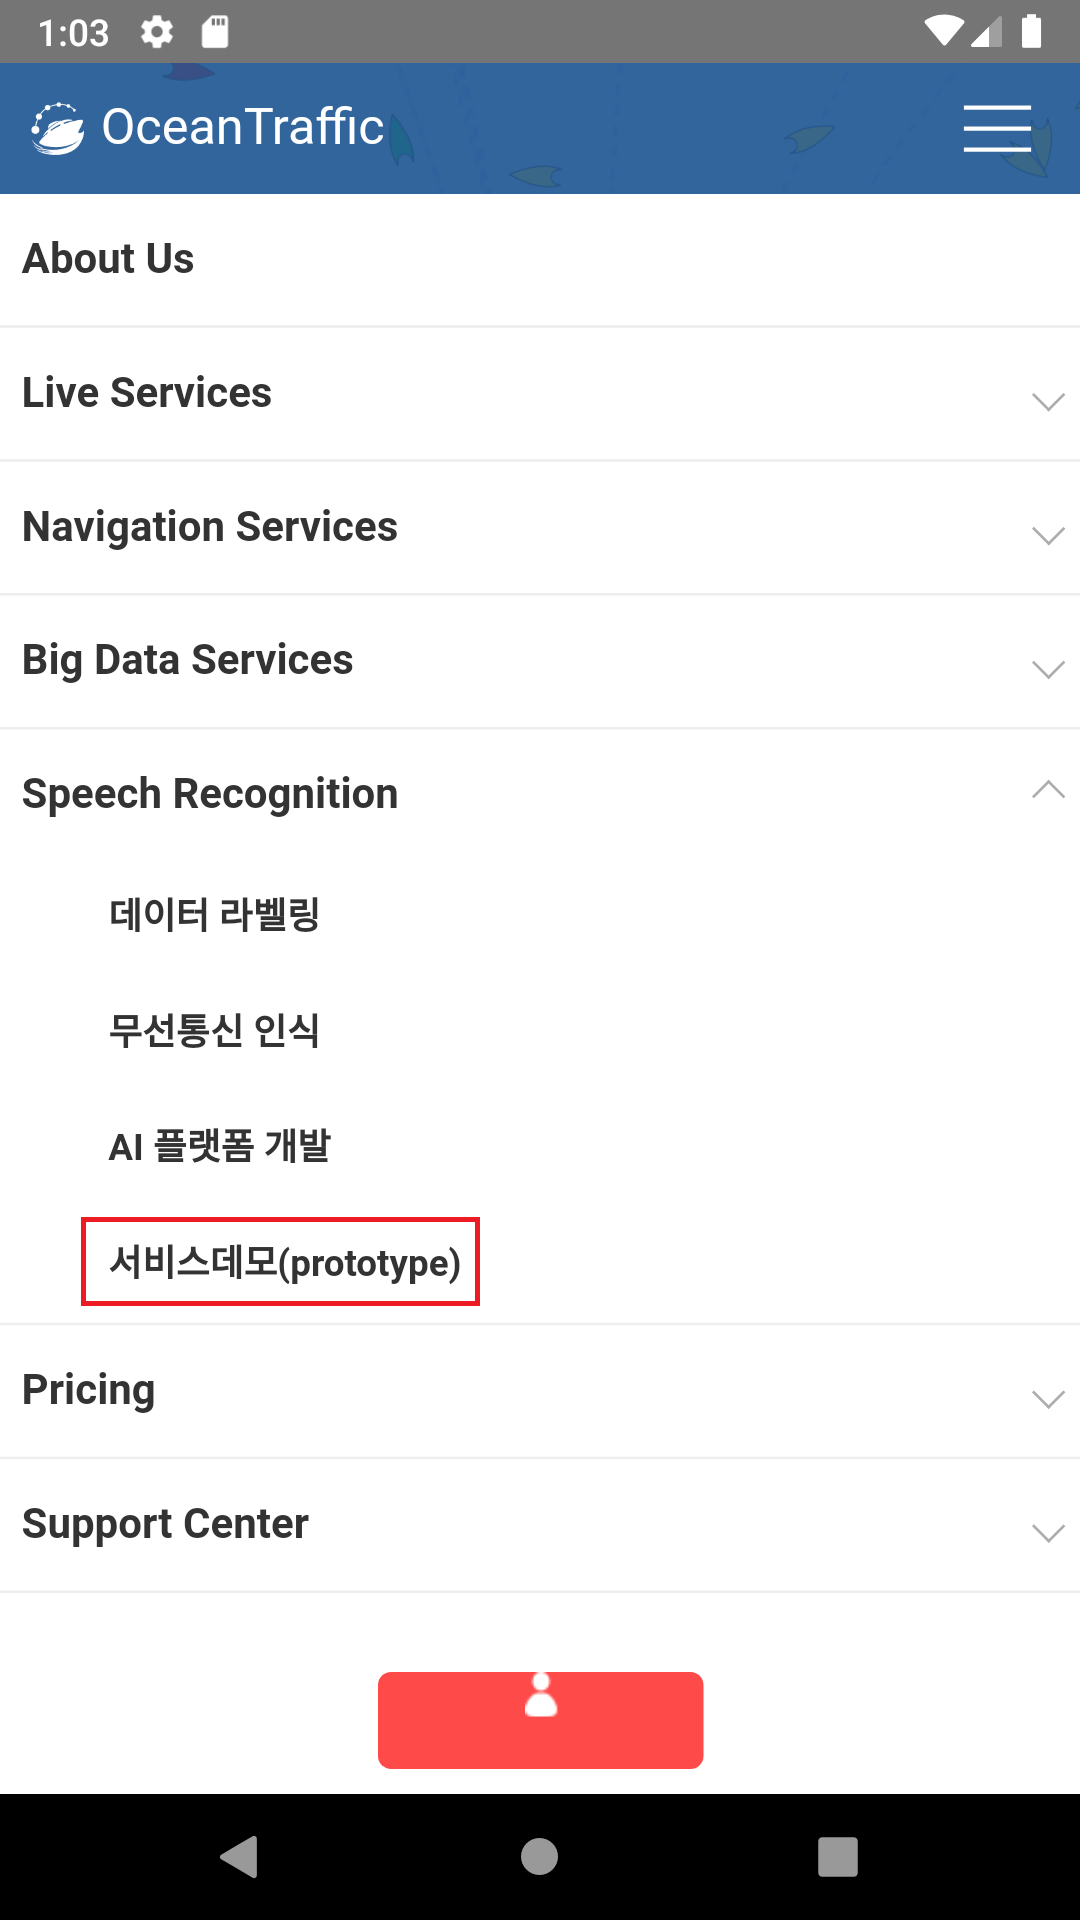 1:03
OceanTraffic
About Us
Live Services
Navigation Services
Big Data Services
Speech Recognition
데이터 라벨링
무선통신 인식
AI 플랫폼 개발
서비스데모(prototype)
Pricing
Support Center